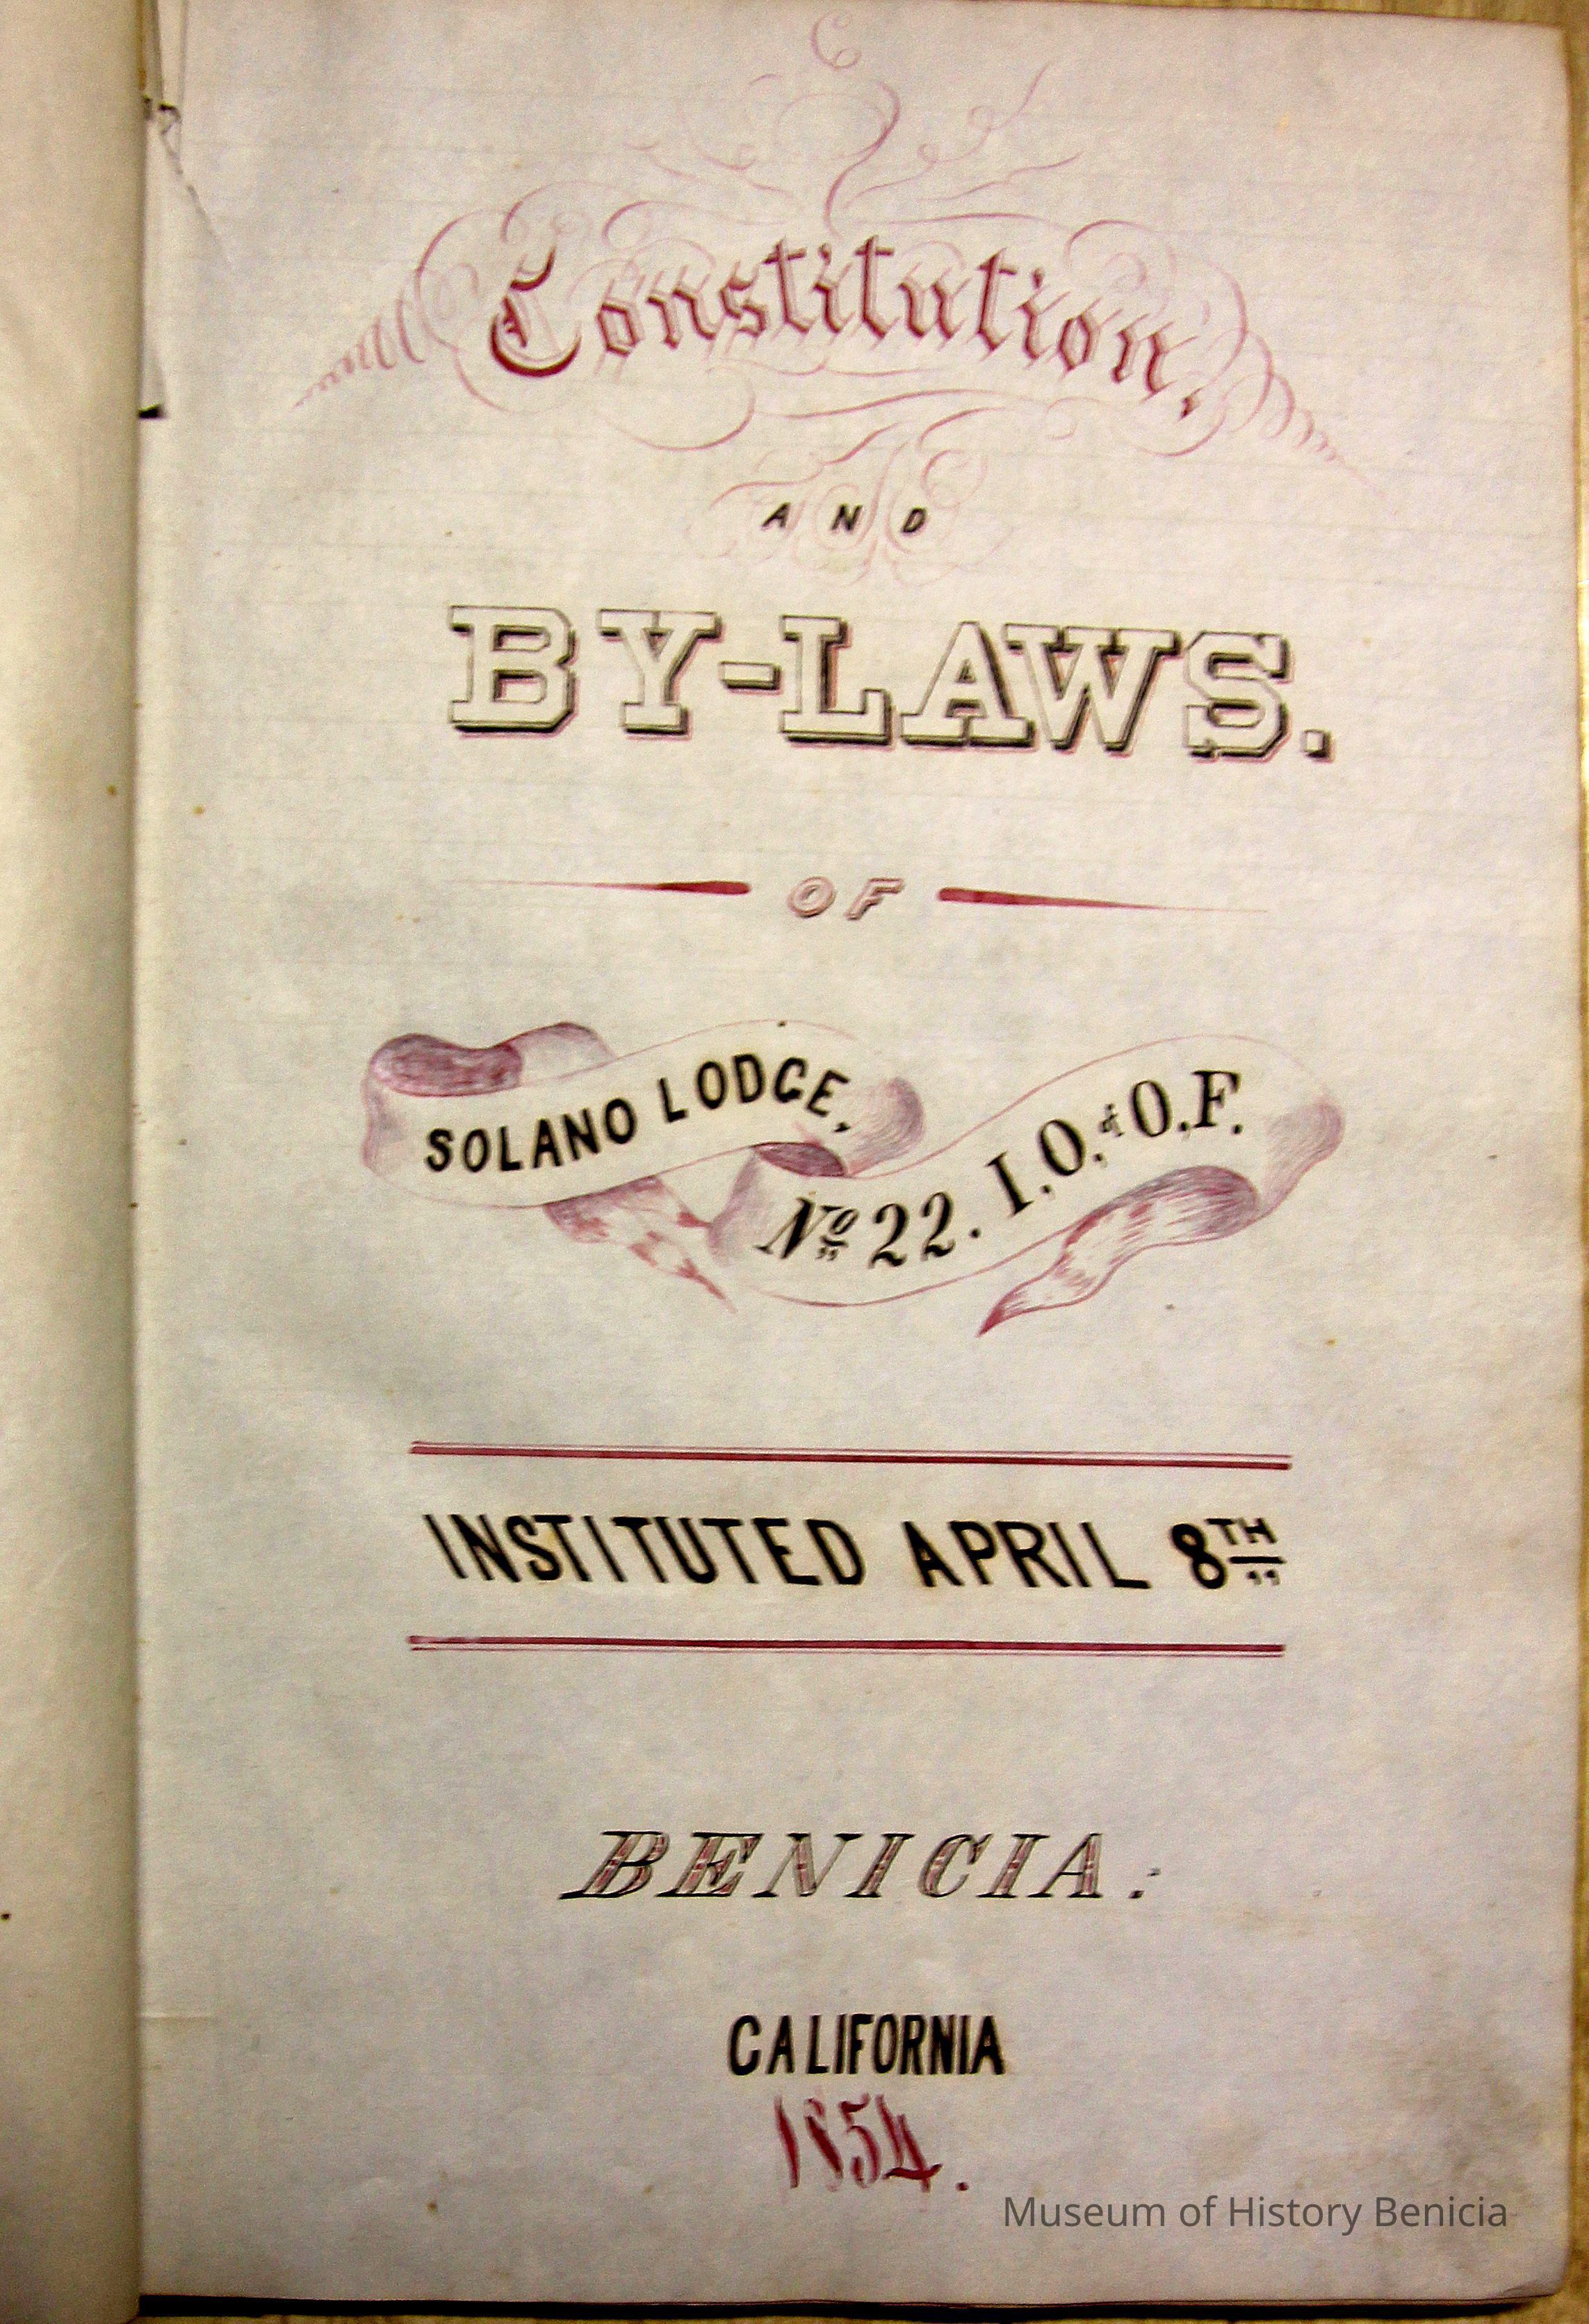 Constitution,
AND
BY-LAWS.
OF
SOLANO LODGE.
No 22. I.O. of O.F.
INSTITUTED APRIL 8TH
BENICIA:
CALIFORNIA
1854.
Museum of History Benicia